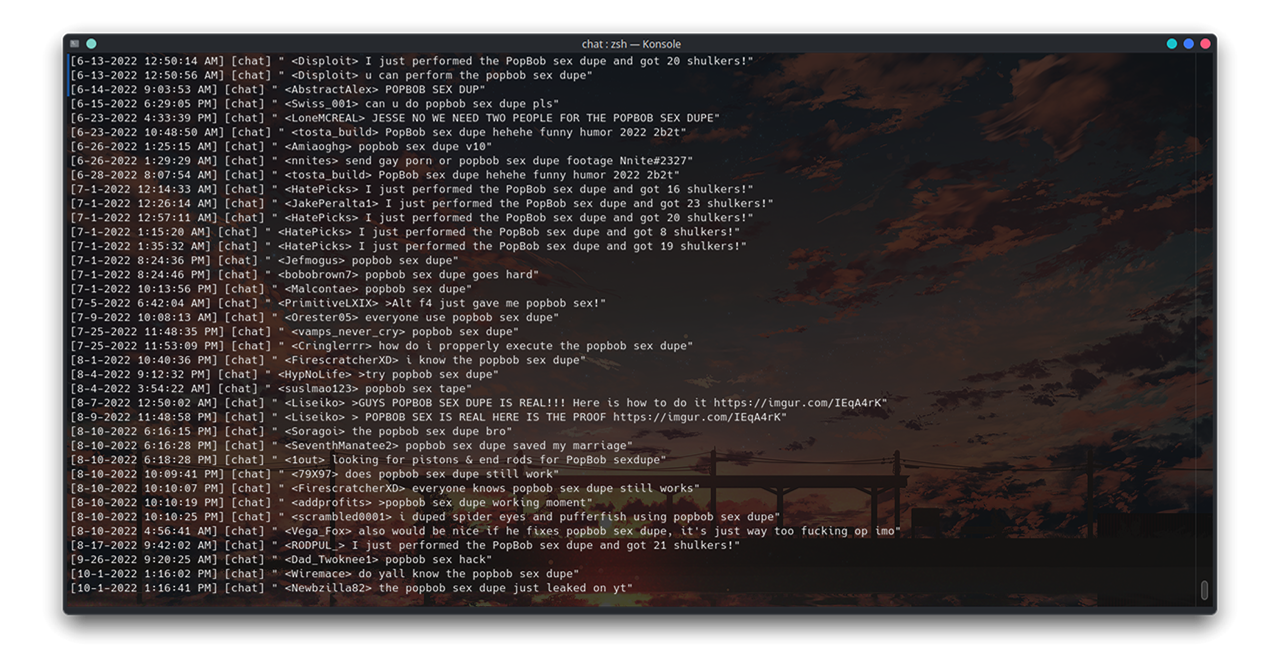 chat : zsh — Konsole
[6-13-2022 12:50:14 AM] [chat] " <Disploit> I just performed the PopBob sex dupe and got 20 shulkers!"
[6-13-2022 12:50:56 AM] [chat] " <Disploit> u can perform the popbob sex dupe"
[6-14-2022 9:03:53 AM] [chat] " <AbstractAlex> POPBOB SEX DUP"
[6-15-2022 6:29:05 PM] [chat] " <Swiss_001> can u do popbob sex dupe pls"
[6-23-2022 4:33:39 PM] [chat] " <LoneMCREAL> JESSE NO WE NEED TWO PEOPLE FOR THE POPBOB SEX DUPE"
[6-23-2022 10:48:50 AM] [chat] " <tosta_build> PopBob sex dupe hehehe funny humor 2022 2b2t"
[6-26-2022 1:25:15 AM] [chat] " <Amiaoghg> popbob sex dupe v10"
[6-26-2022 1:29:29 AM] [chat] " <nnites> send gay porn or popbob sex dupe footage Nnite#2327"
[6-28-2022 8:07:54 AM] [chat] " <tosta_build> PopBob sex dupe hehehe funny humor 2022 2b2t"
[7-1-2022 12:14:33 AM] [chat] " <HatePicks> I just performed the PopBob sex dupe and got 16 shulkers!"
[7-1-2022 12:26:14 AM] [chat] " <JakePeralta1> I just performed the PopBob sex dupe and got 23 shulkers!"
[7-1-2022 12:57:11 AM] [chat] " <HatePicks> I just performed the PopBob sex dupe and got 20 shulkers!"
[7-1-2022 1:15:20 AM] [chat] " <HatePicks> I just performed the PopBob sex dupe and got 8 shulkers!"
[7-1-2022 1:35:32 AM] [chat] " <HatePicks> I just performed the PopBob sex dupe and got 19 shulkers!"
[7-1-2022 8:24:36 PM] [chat] " <Jefmogus> popbob sex dupe"
[7-1-2022 8:24:46 PM] [chat] " <bobobrown7> popbob sex dupe goes hard"
[7-1-2022 10:13:56 PM] [chat] " <Malcontae> popbob sex dupe"
[7-5-2022 6:42:04 AM] [chat] " <PrimitiveLXIX> >Alt f4 just gave me popbob sex!"
[7-9-2022 10:08:13 AM] [chat] " <Orester05> everyone use popbob sex dupe"
[7-25-2022 11:48:35 PM] [chat] " <vamps_never_cry> popbob sex dupe"
[7-25-2022 11:53:09 PM] [chat] " <Cringlerrr> how do i propperly execute the popbob sex dupe"
[8-1-2022 10:40:36 PM] [chat] " <FirescratcherXD> i know the popbob sex dupe"
[8-4-2022 9:12:32 PM] [chat] " <HypNoLife> >try popbob sex dupe"
[8-4-2022 3:54:22 AM] [chat] " <suslmao123> popbob sex tape"
[8-7-2022 12:50:02 AM] [chat] " <Liseiko> >GUYS POPBOB SEX DUPE IS REAL!!! Here is how to do it https://imgur.com/IEqA4rK"
[8-9-2022 11:48:58 PM] [chat] " <Liseiko> > POPBOB SEX IS REAL HERE IS THE PROOF https://imgur.com/IEqA4rK"
[8-10-2022 6:16:15 PM] [chat] " <Soragoi> the popbob sex dupe bro"
[8-10-2022 6:16:28 PM] [chat] " <SeventhManatee2> popbob sex dupe saved my marriage"
[8-10-2022 6:18:28 PM] [chat] " <1out> looking for pistons & end rods for PopBob sexdupe"
[8-10-2022 10:09:41 PM] [chat] " <79X97> does popbob sex dupe still work"
[8-10-2022 10:10:07 PM] [chat] " <FirescratcherXD> everyone knows popbob sex dupe still works"
[8-10-2022 10:10:19 PM] [chat] " <addprofits> >popbob sex dupe working moment"
[8-10-2022 10:10:25 PM] [chat] " <scrambled0001> i duped spider eyes and pufferfish using popbob sex dupe"
[8-10-2022 4:56:41 AM] [chat] " <Vega_Fox> also would be nice if he fixes popbob sex dupe, it's just way too fucking op imo"
[8-17-2022 9:42:02 AM] [chat] " <RODPUL_> I just performed the PopBob sex dupe and got 21 shulkers!"
[9-26-2022 9:20:25 AM] [chat] " <Dad_Twoknee1> popbob sex hack"
[10-1-2022 1:16:02 PM] [chat] " <Wiremace> do yall know the popbob sex dupe"
[10-1-2022 1:16:41 PM] [chat] " <Newbzilla82> the popbob sex dupe just leaked on yt"